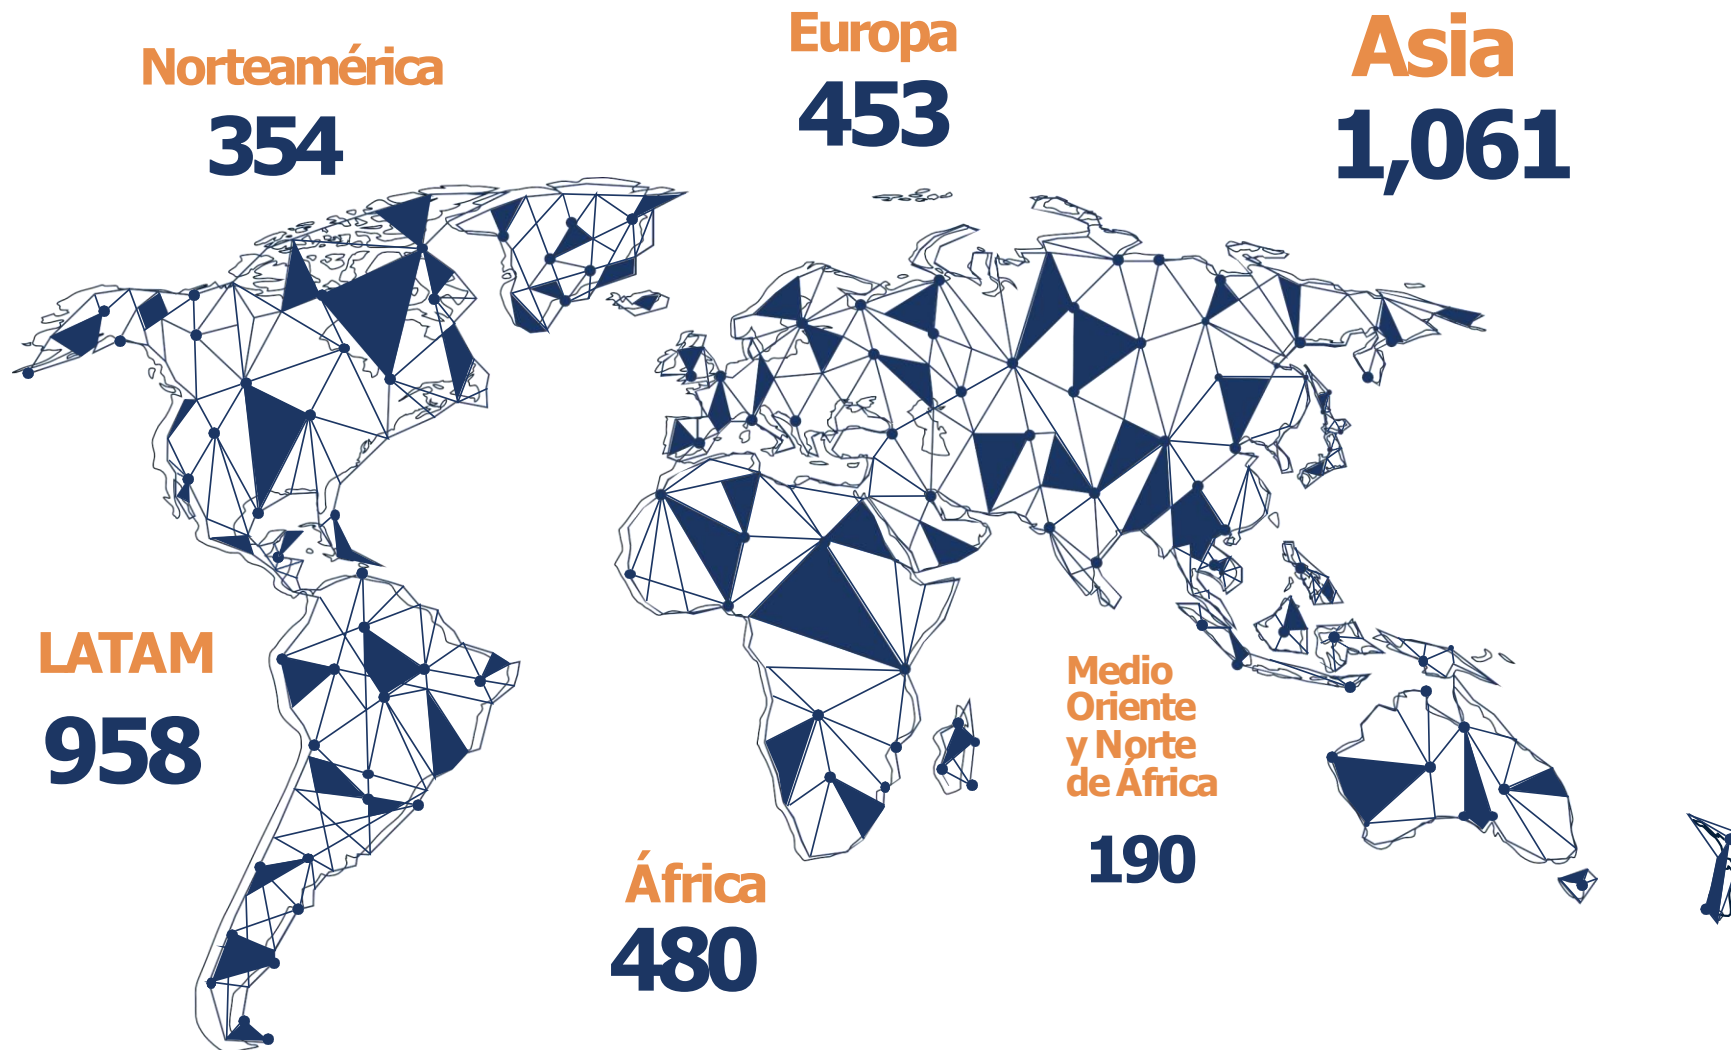 Norteamérica
354
Europa
453
Asia
1,061
LATAM
958
África
480
Medio
Oriente
y Norte
de África
190